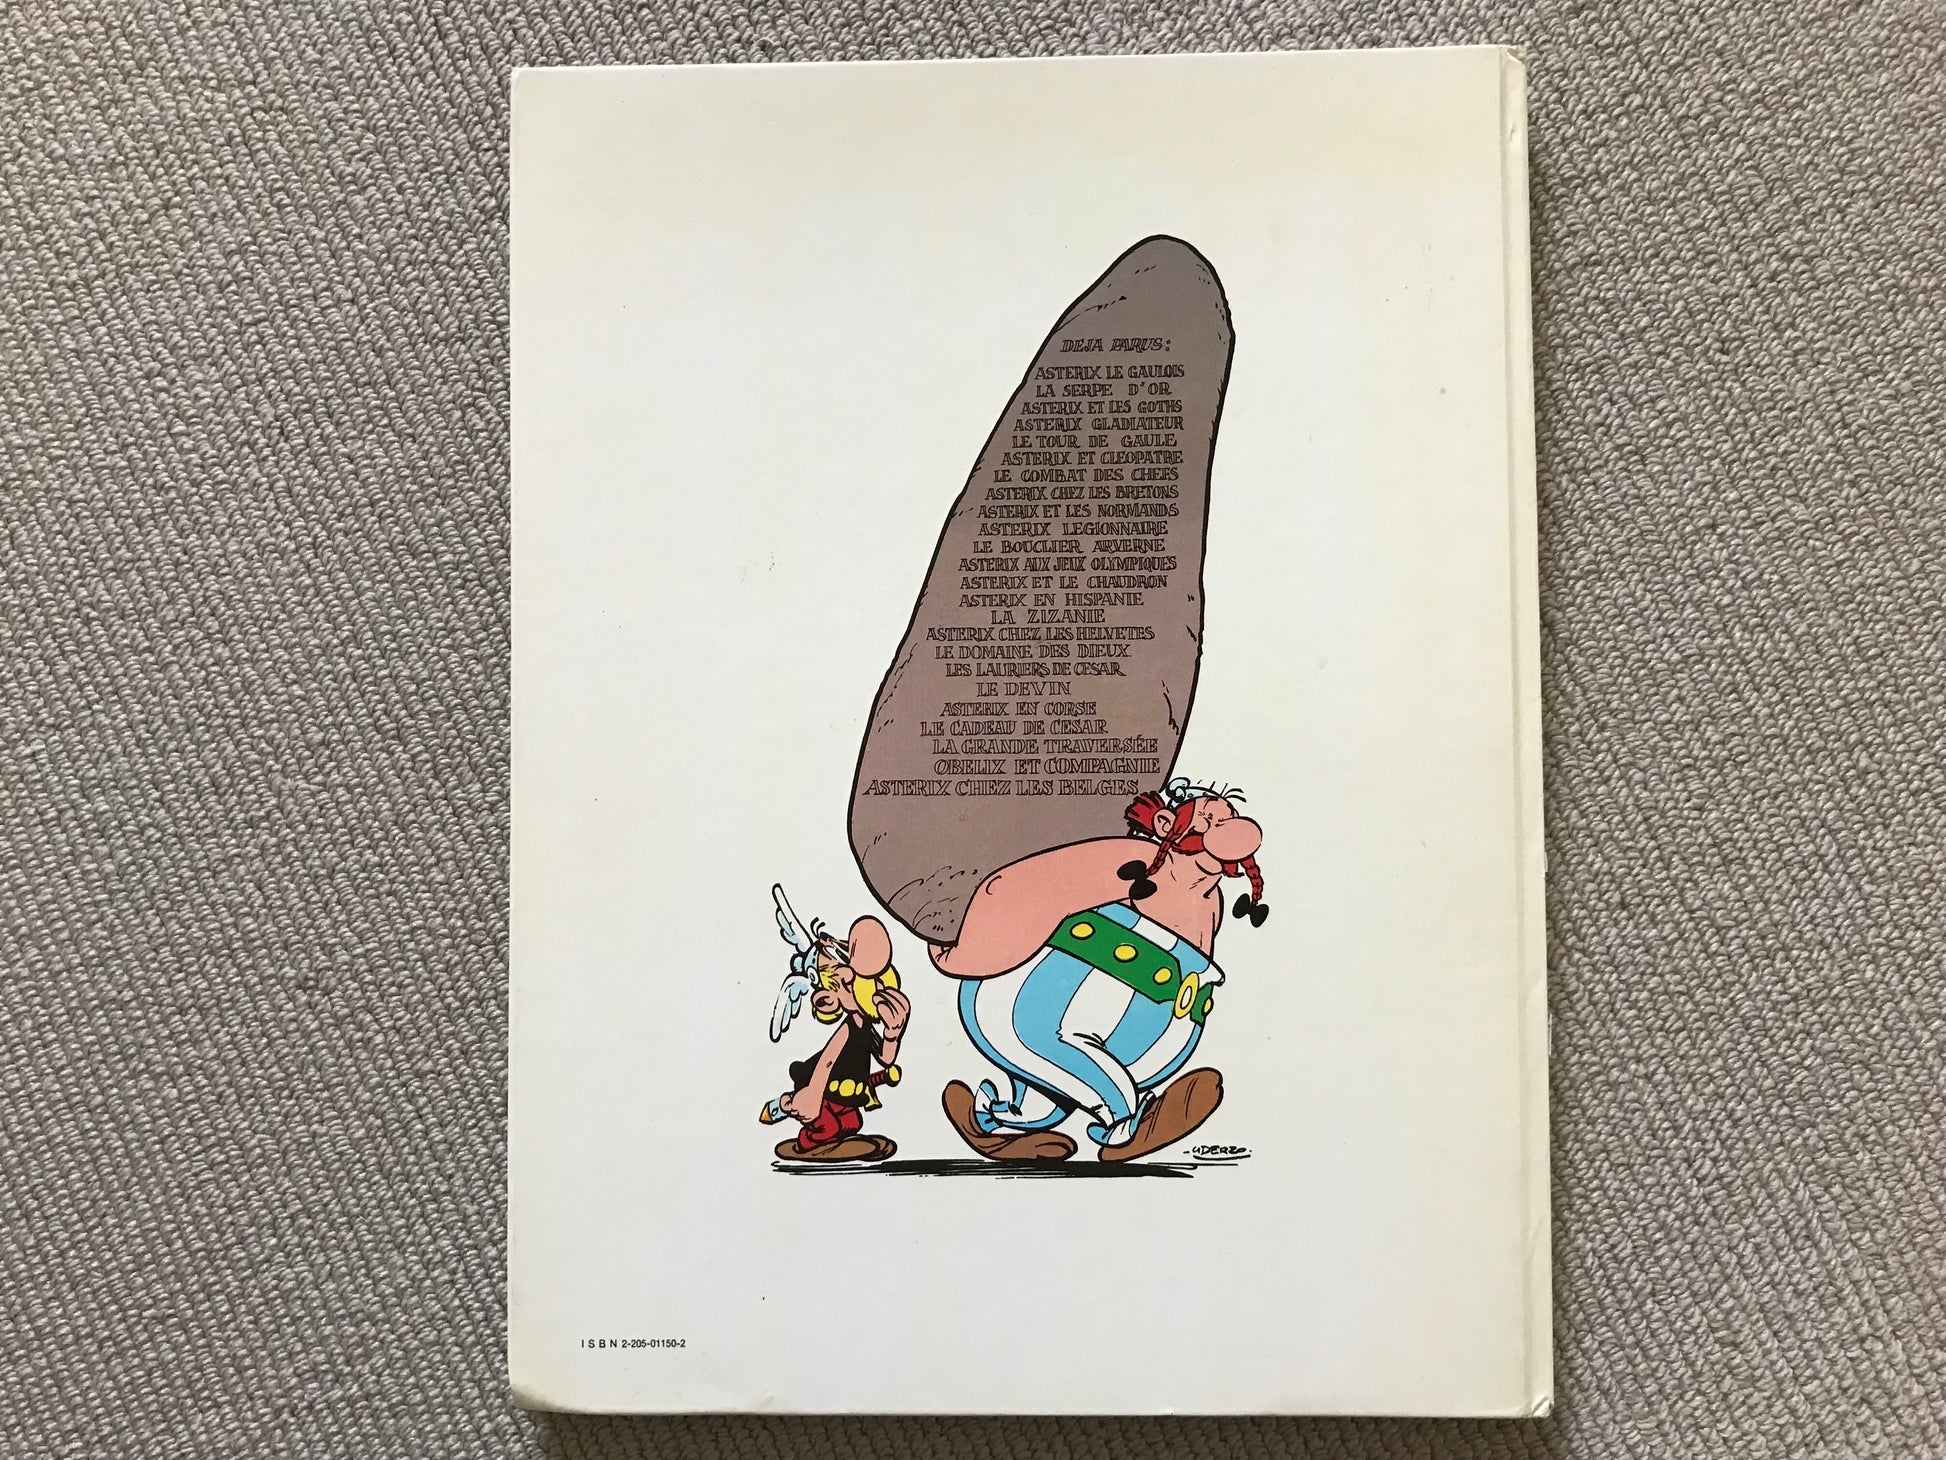 DEJA PARUS:
ASTERIX LE GAULOIS
LA SERPE D'OR
ASTERIX ET LES GOTHS
ASTERIX GLADIATEUR
LE TOUR DE GAULE
ASTERIX ET CLEOPATRE
LE COMBAT DES CHEFS
ASTERIX CHEZ LES BRETONS
ASTERIX ET LES NORMANDS
ASTERIX LEGIONNAIRE
LE BOUCLIER ARVERNE
ASTERIX AUX JEUX OLYMPIQUES
ASTERIX ET LE CHAUDRON
ASTERIX EN HISPANIE
LA ZIZANIE
ASTERIX CHEZ LES HELVETES
LE DOMAINE DES DIEUX
LES LAURIERS DE CESAR
LE DEVIN
ASTERIX EN CORSE
LE CADEAU DE CESAR
LA GRANDE TRAVERSÉE
OBELIX ET COMPAGNIE
ASTERIX CHEZ LES BELGES
-UDERZO.
ISBN 2-205-01150-2